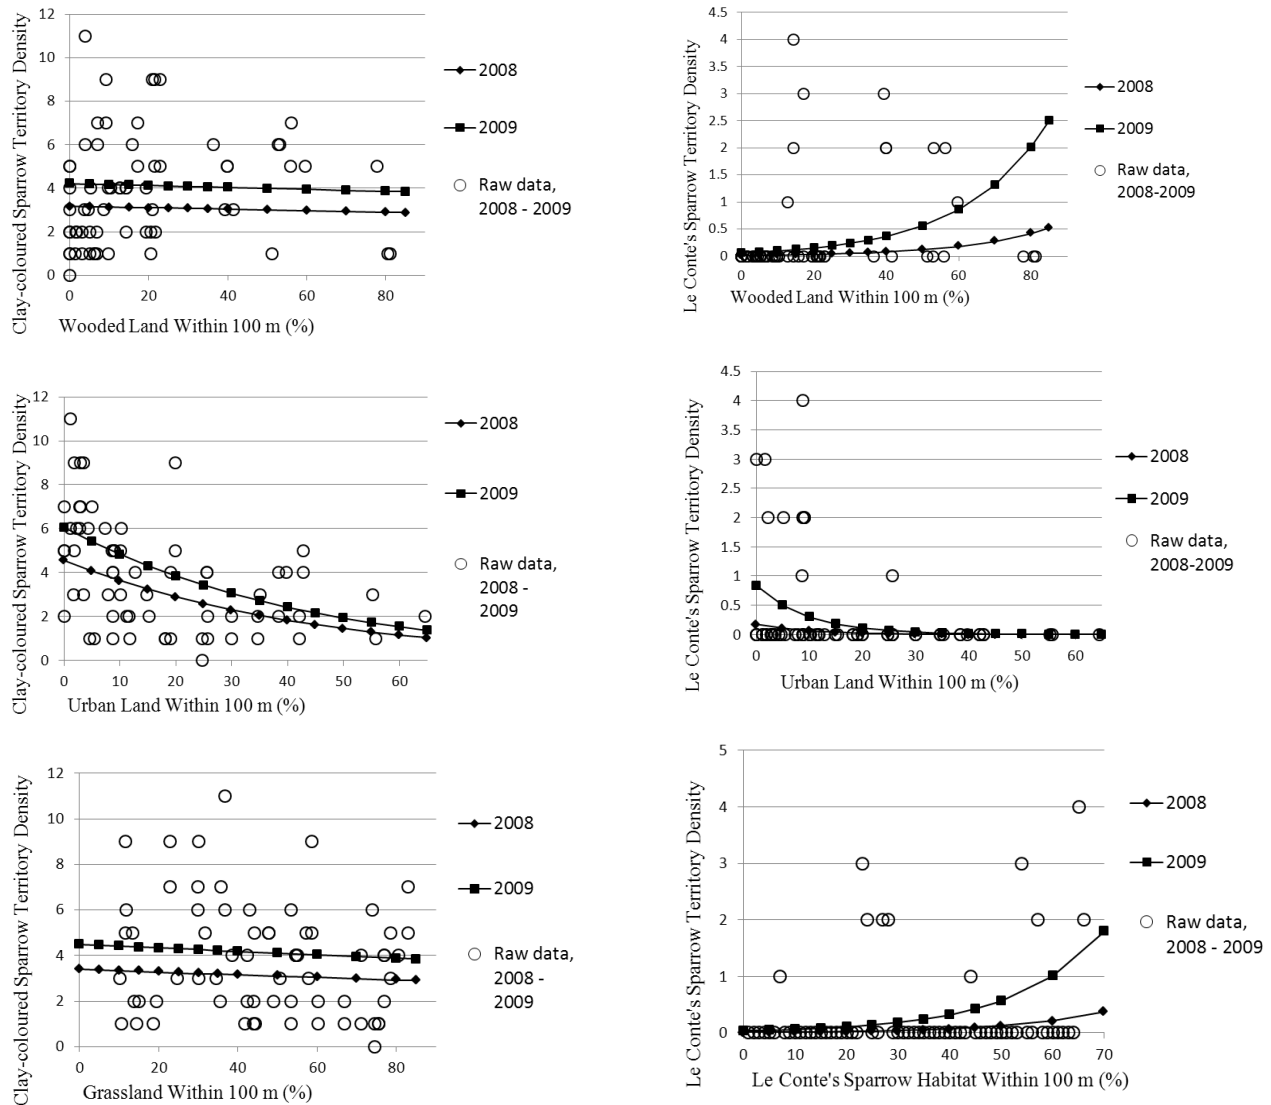 Clay-coloured Sparrow Territory Density
12
10
8
6
4
2
0
0 20 40 60 80
Wooded Land Within 100 m (%)
2008
2009
Raw data,
2008 - 2009
Le Conte's Sparrow Territory Density
4.5
4
3.5
3
2.5
2
1.5
1
0.5
0
0 20 40 60 80
Wooded Land Within 100 m (%)
2008
2009
Raw data,
2008-2009
Clay-coloured Sparrow Territory Density
12
10
8
6
4
2
0
0 10 20 30 40 50 60
Urban Land Within 100 m (%)
2008
2009
Raw data,
2008 -
2009
Le Conte's Sparrow Territory Density
4.5
4
3.5
3
2.5
2
1.5
1
0.5
0
0 10 20 30 40 50 60
Urban Land Within 100 m (%)
2008
2009
Raw data,
2008-2009
Clay-coloured Sparrow Territory Density
12
10
8
6
4
2
0
0 20 40 60 80
Grassland Within 100 m (%)
2008
2009
Raw data,
2008 -
2009
Le Conte's Sparrow Territory Density
5
4
3
2
1
0
0 10 20 30 40 50 60 70
Le Conte's Sparrow Habitat Within 100 m (%)
2008
2009
Raw data,
2008 - 2009